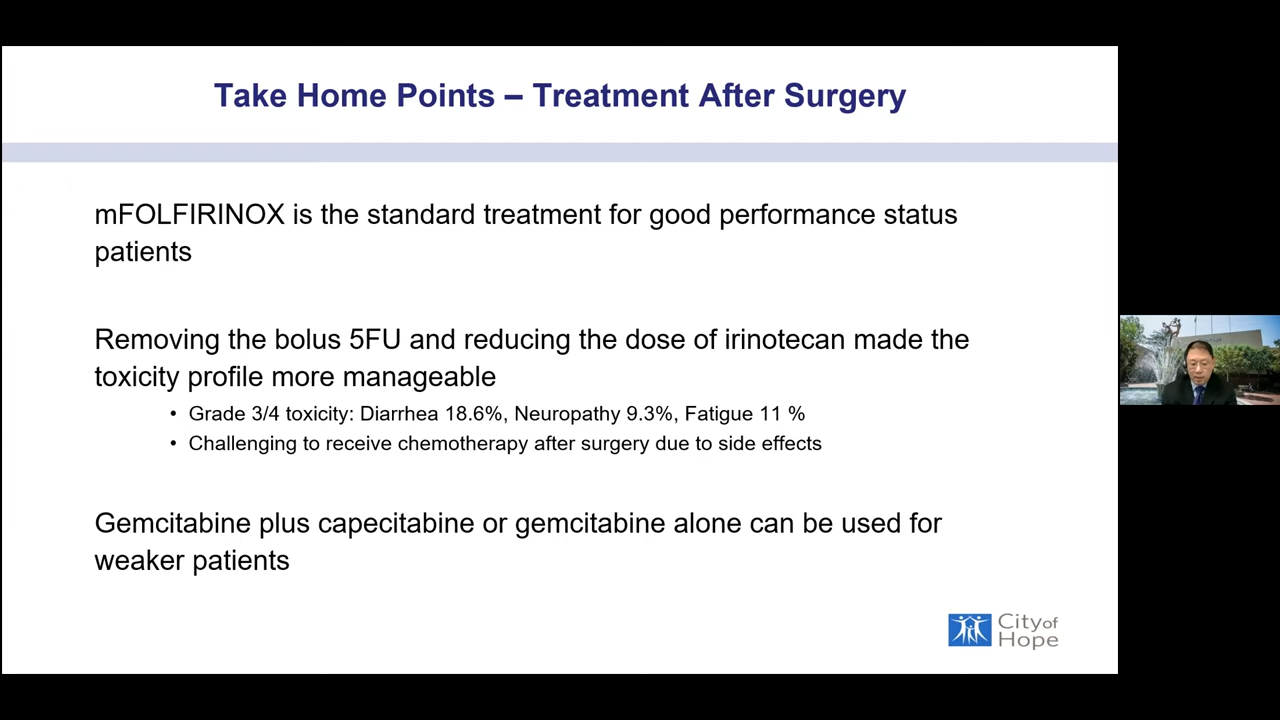 Take Home Points – Treatment After Surgery
mFOLFIRINOX is the standard treatment for good performance status
patients
Removing the bolus 5FU and reducing the dose of irinotecan made the
toxicity profile more manageable
• Grade 3/4 toxicity: Diarrhea 18.6%, Neuropathy 9.3%, Fatigue 11 %
• Challenging to receive chemotherapy after surgery due to side effects
Gemcitabine plus capecitabine or gemcitabine alone can be used for
weaker patients
City of
Hope